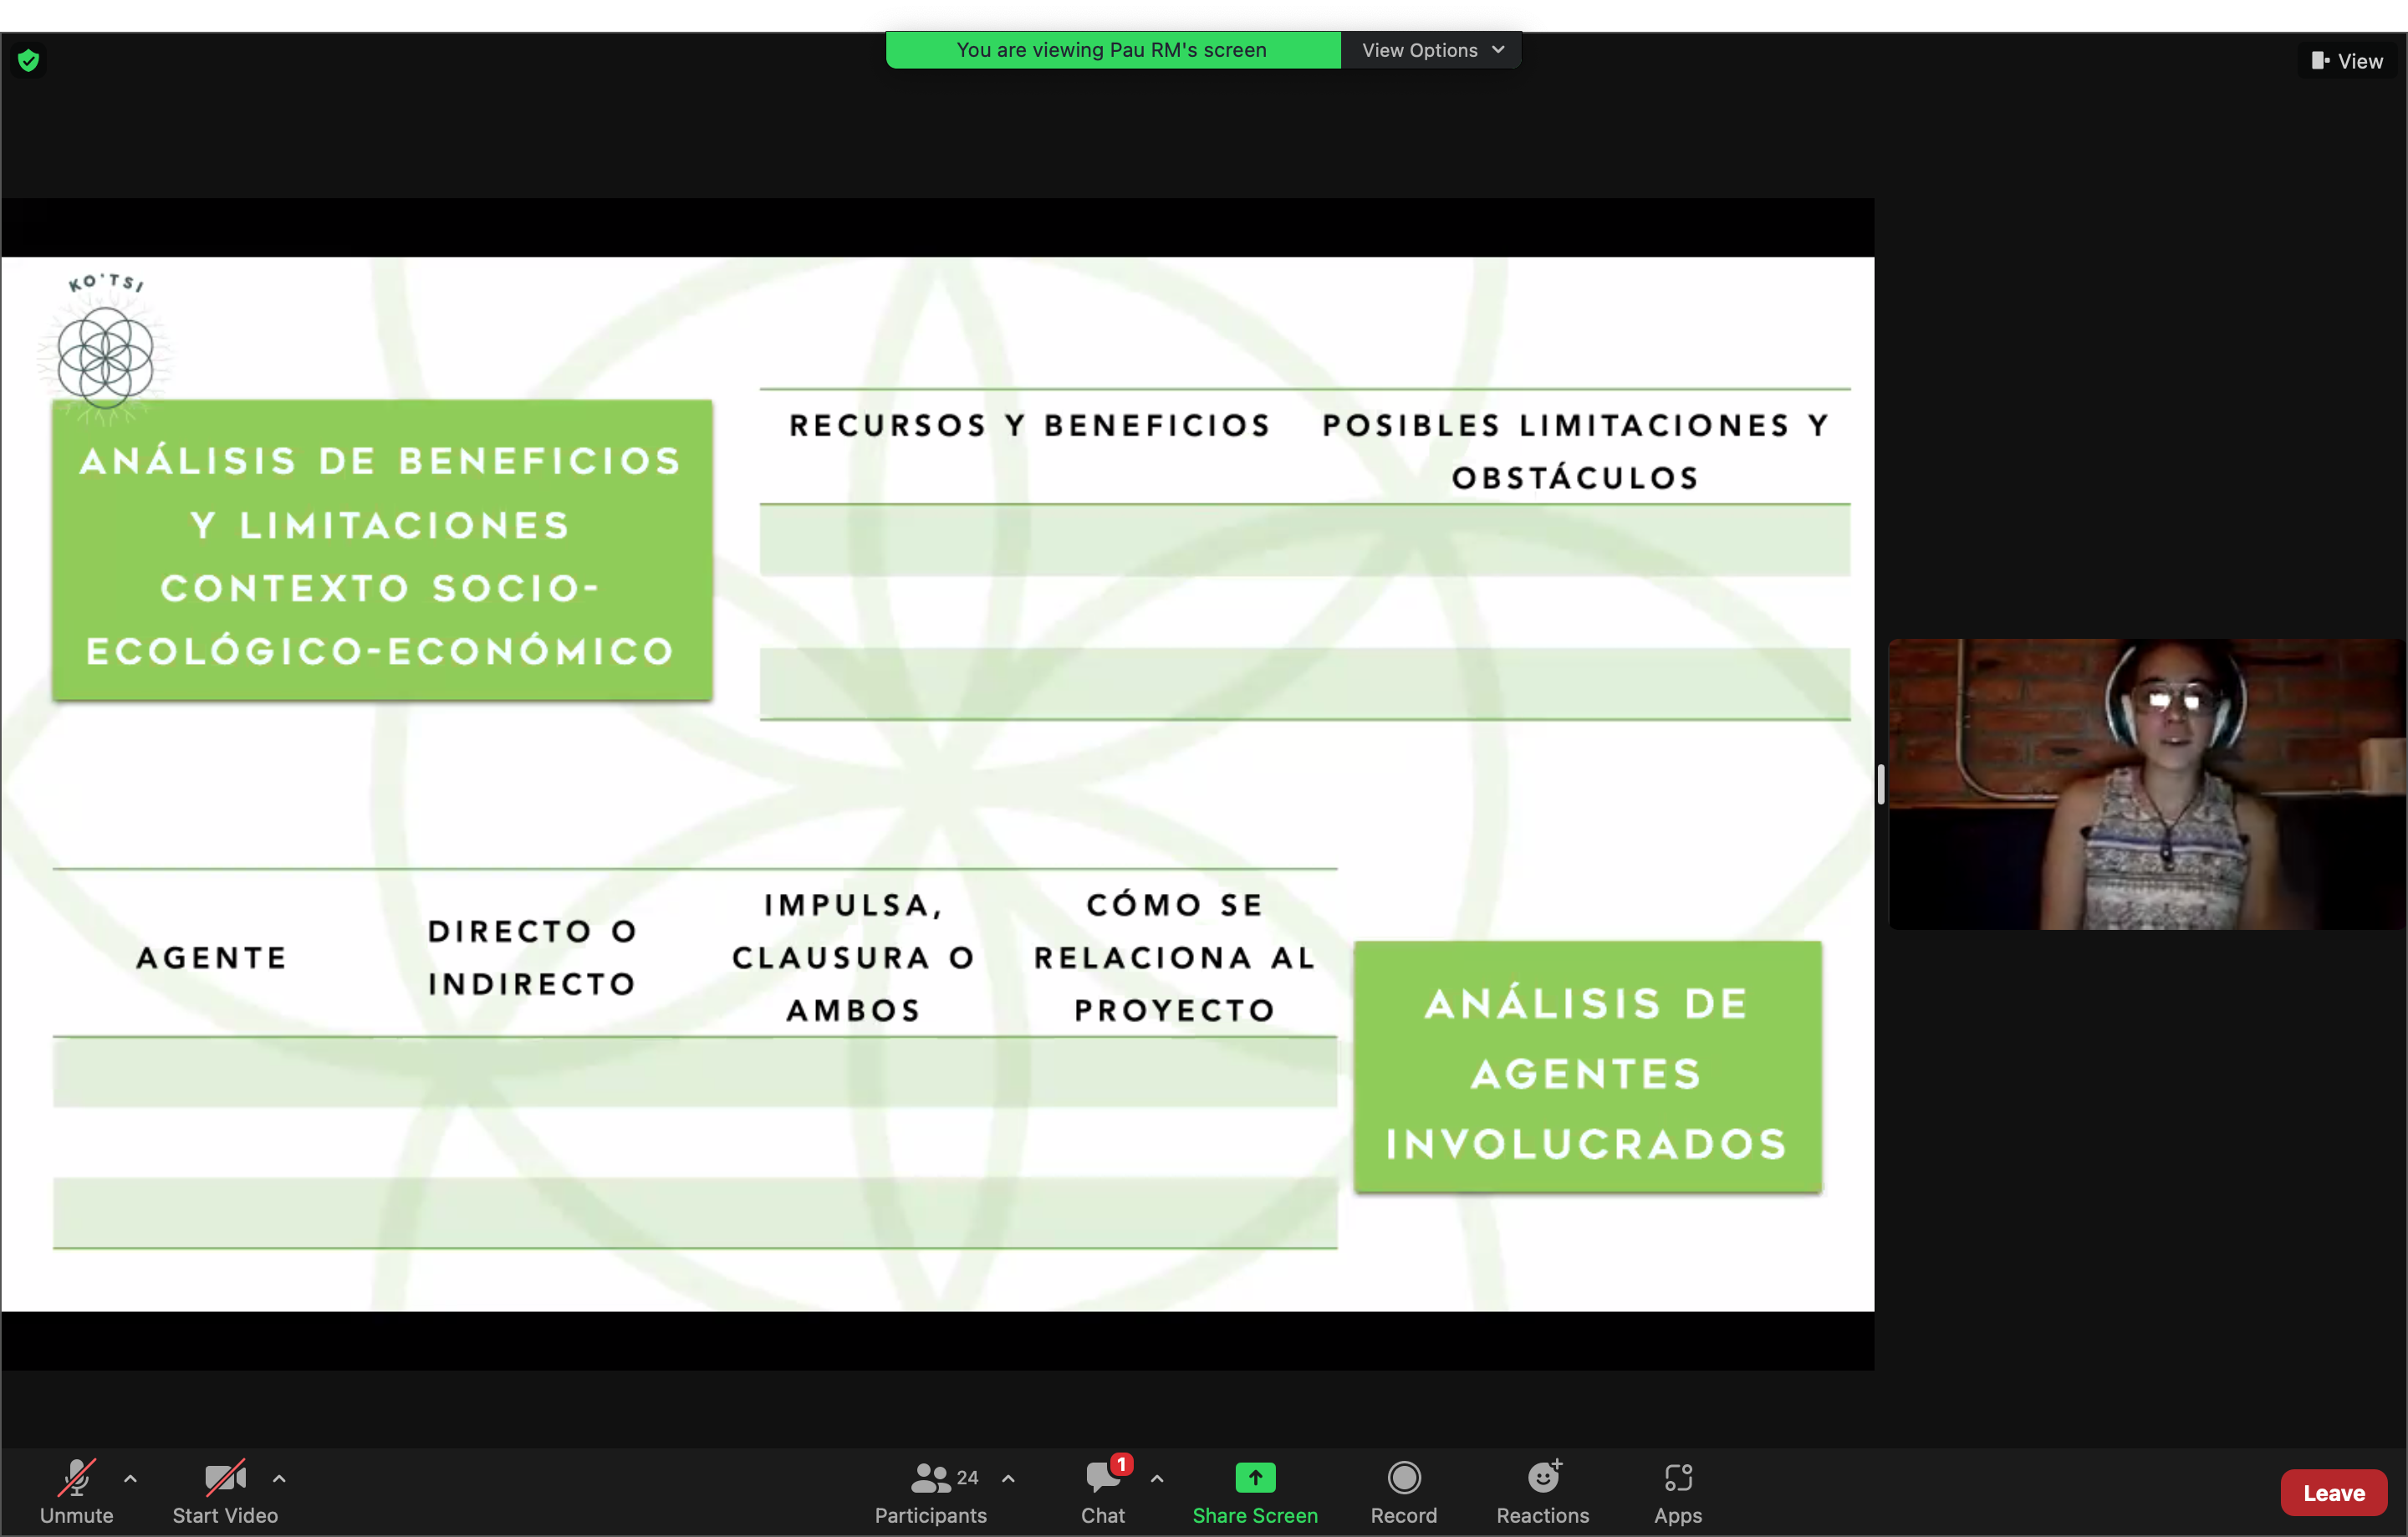 You are viewing Pau RM's screen
View Options
View
KO'TSI
ANÁLISIS DE BENEFICIOS
Y LIMITACIONES
CONTEXTO SOCIO-
ECOLÓGICO-ECONÓMICO
RECURSOS Y BENEFICIOS
POSIBLES LIMITACIONES Y
OBSTÁCULOS
AGENTE
DIRECTO O
INDIRECTO
IMPULSA,
CLAUSURA O
AMBOS
CÓMO SE
RELACIONA AL
PROYECTO
ANÁLISIS DE
AGENTES
INVOLUCRADOS
Unmute
Start Video
24
Participants
1
Chat
Share Screen
Record
Reactions
Apps
Leave